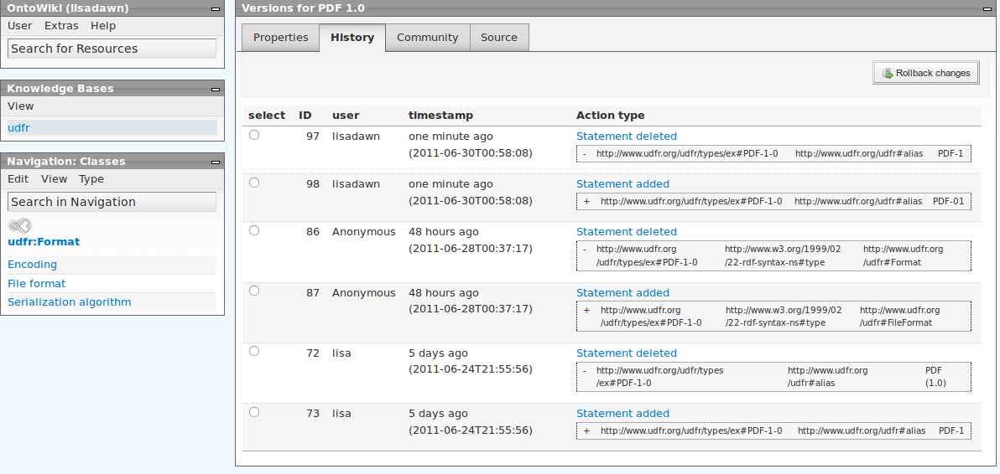 OntoWiki (lisadawn)
User Extras Help
Search for Resources
Knowledge Bases
View
udfr
Navigation: Classes
Edit View Type
Search in Navigation
udfr:Format
Encoding
File format
Serialization algorithm
Versions for PDF 1.0
Properties History Community Source
Rollback changes
select ID user timestamp Action type
97 lisadawn one minute ago Statement deleted
(2011-06-30T00:58:08) - http://www.udfr.org/udfr/types/ex#PDF-1-0 http://www.udfr.org/udfr#alias PDF-1
98 lisadawn one minute ago Statement added
(2011-06-30T00:58:08) + http://www.udfr.org/udfr/types/ex#PDF-1-0 http://www.udfr.org/udfr#alias PDF-01
86 Anonymous 48 hours ago Statement deleted
(2011-06-28T00:37:17) - http://www.udfr.org http://www.w3.org/1999/02 http://www.udfr.org
/udfr/types/ex#PDF-1-0 /22-rdf-syntax-ns#type /udfr#Format
87 Anonymous 48 hours ago Statement added
(2011-06-28T00:37:17) + http://www.udfr.org http://www.w3.org/1999/02 http://www.udfr.org
/udfr/types/ex#PDF-1-0 /22-rdf-syntax-ns#type /udfr#FileFormat
72 lisa 5 days ago Statement deleted
(2011-06-24T21:55:56) - http://www.udfr.org/udfr/types http://www.udfr.org PDF
/ex#PDF-1-0 /udfr#alias (1.0)
73 lisa 5 days ago Statement added
(2011-06-24T21:55:56) + http://www.udfr.org/udfr/types/ex#PDF-1-0 http://www.udfr.org/udfr#alias PDF-1